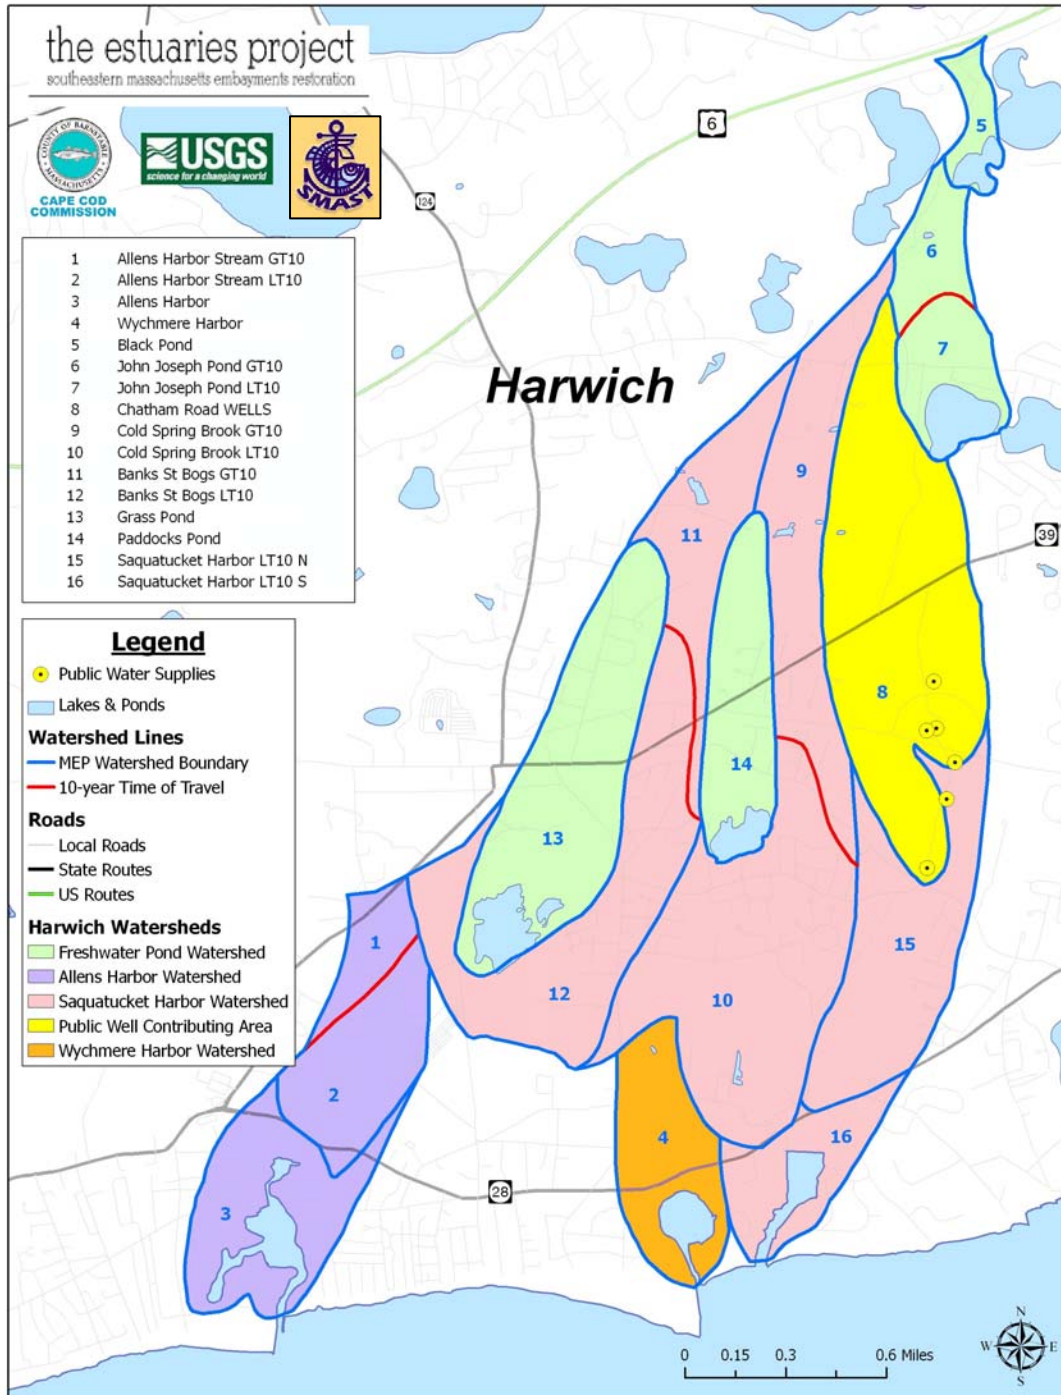 the estuaries project
southeastern massachusetts embayments restoration
COUNTY OF BARNSTABLE
MASSACHUSETTS
CAPE COD
COMMISSION
USGS
science for a changing world
SMAST
1 Allens Harbor Stream GT10
2 Allens Harbor Stream LT10
3 Allens Harbor
4 Wychmere Harbor
5 Black Pond
6 John Joseph Pond GT10
7 John Joseph Pond LT10
8 Chatham Road WELLS
9 Cold Spring Brook GT10
10 Cold Spring Brook LT10
11 Banks St Bogs GT10
12 Banks St Bogs LT10
13 Grass Pond
14 Paddocks Pond
15 Saquatucket Harbor LT10 N
16 Saquatucket Harbor LT10 S
Legend
Public Water Supplies
Lakes & Ponds
Watershed Lines
MEP Watershed Boundary
10-year Time of Travel
Roads
Local Roads
State Routes
US Routes
Harwich Watersheds
Freshwater Pond Watershed
Allens Harbor Watershed
Saquatucket Harbor Watershed
Public Well Contributing Area
Wychmere Harbor Watershed
6
5
124
6
7
Harwich
9
11
39
8
14
13
1
15
12
10
2
4
16
28
3
0 0.15 0.3 0.6 Miles
N
W E
S